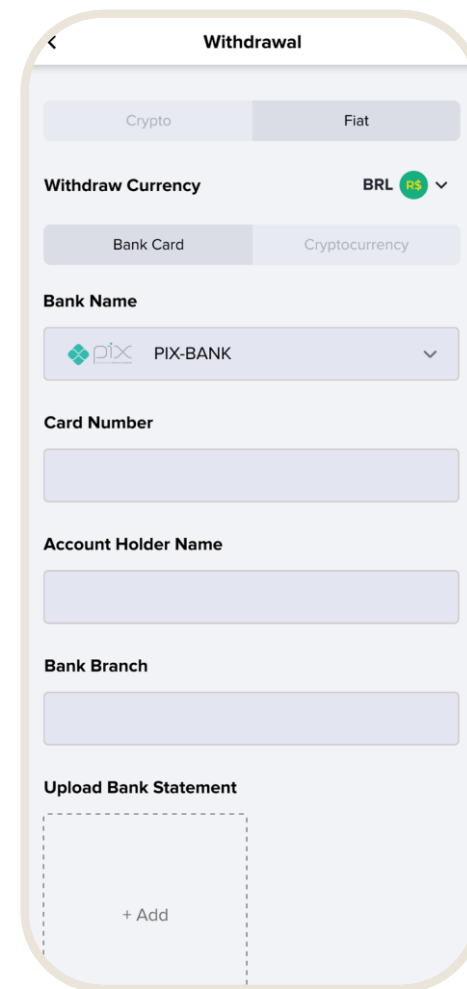 Withdrawal
Crypto Fiat
Withdraw Currency BRL R$
Bank Card Cryptocurrency
Bank Name
pix PIX-BANK
Card Number
Account Holder Name
Bank Branch
Upload Bank Statement
+ Add